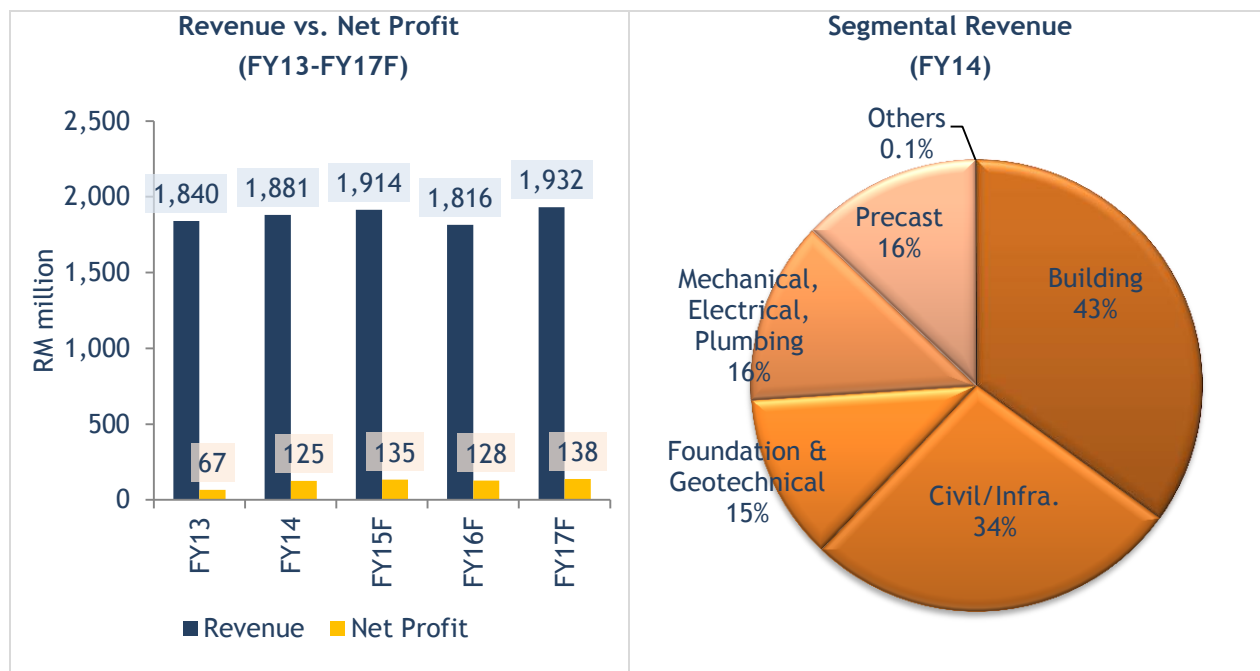 Revenue vs. Net Profit
(FY13-FY17F)
2,500
2,000
1,500
1,000
500
0
RM million
1,840
1,881
1,914
1,816
1,932
67
125
135
128
138
FY13
FY14
FY15F
FY16F
FY17F
Revenue
Net Profit
Segmental Revenue
(FY14)
Others
0.1%
Precast
16%
Building
43%
Mechanical,
Electrical,
Plumbing
16%
Foundation &
Geotechnical
15%
Civil/Infra.
34%